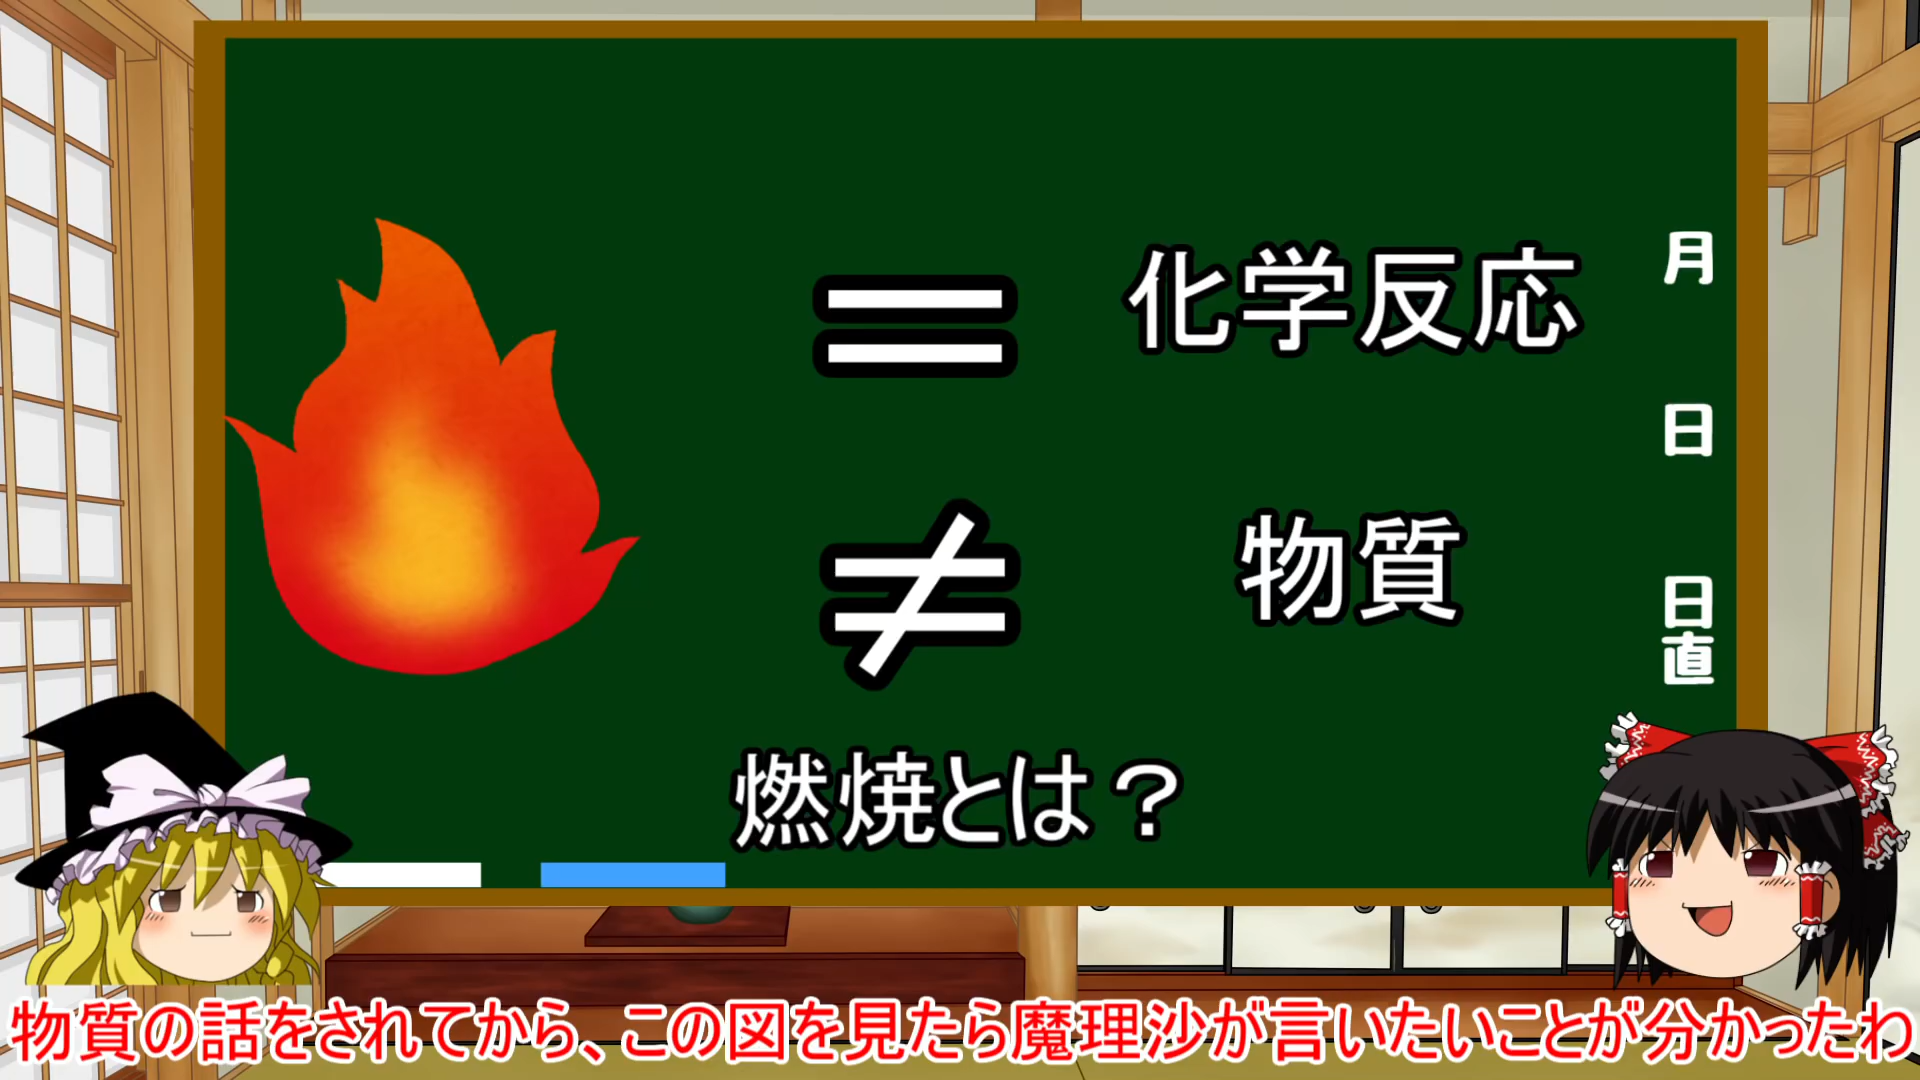 ＝ 化学反応
≠ 物質
燃焼とは？
月
日
日直
物質の話をされてから、この図を見たら魔理沙が言いたいことが分かったわ